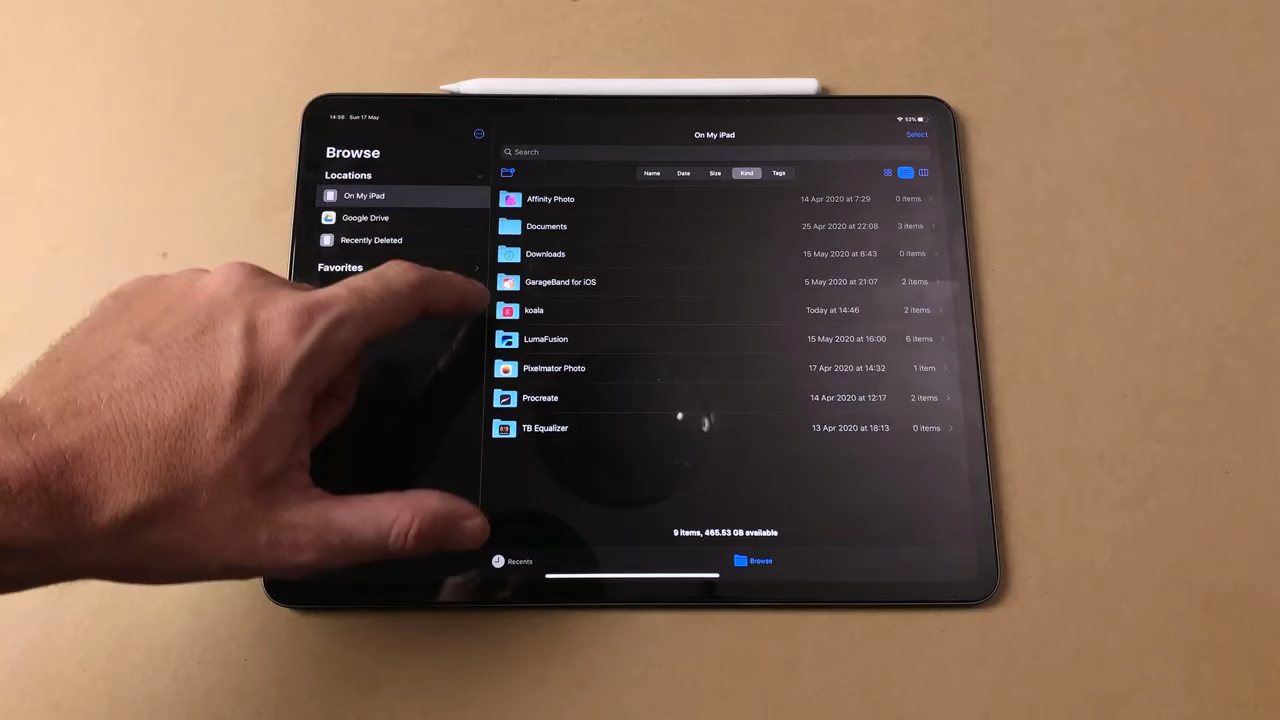 14:56 Sun 17 May
52%
Browse
Locations
On My iPad
Google Drive
Recently Deleted
Favorites
On My iPad
Select
Search
Name Date Size Kind Tags
Affinity Photo 14 Apr 2020 at 7:29 0 items
Documents 25 Apr 2020 at 22:08 3 items
Downloads 15 May 2020 at 8:43 0 items
GarageBand for iOS 5 May 2020 at 21:07 2 items
koala Today at 14:46 2 items
LumaFusion 15 May 2020 at 16:00 6 items
Pixelmator Photo 17 Apr 2020 at 14:32 1 item
Procreate 14 Apr 2020 at 12:17 2 items
TB Equalizer 13 Apr 2020 at 18:13 0 items
9 items, 465.53 GB available
Recents Browse